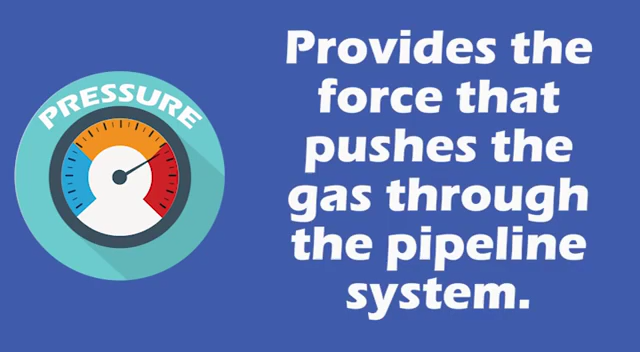 PRESSURE
Provides the
force that
pushes the
gas through
the pipeline
system.